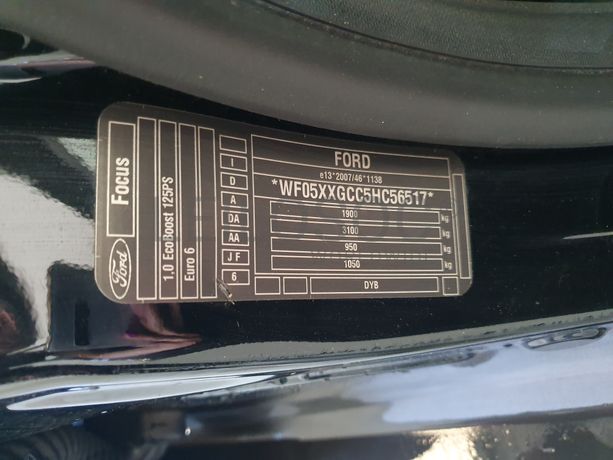 Ford
Focus
1.0 EcoBoost 125PS
Euro 6
I
D
A
DA
AA
J F
6
FORD
e13*2007/46*1138
*WF05XXGCC5HC56517*
1900 kg
3100 kg
950 kg
1050 kg
DYB